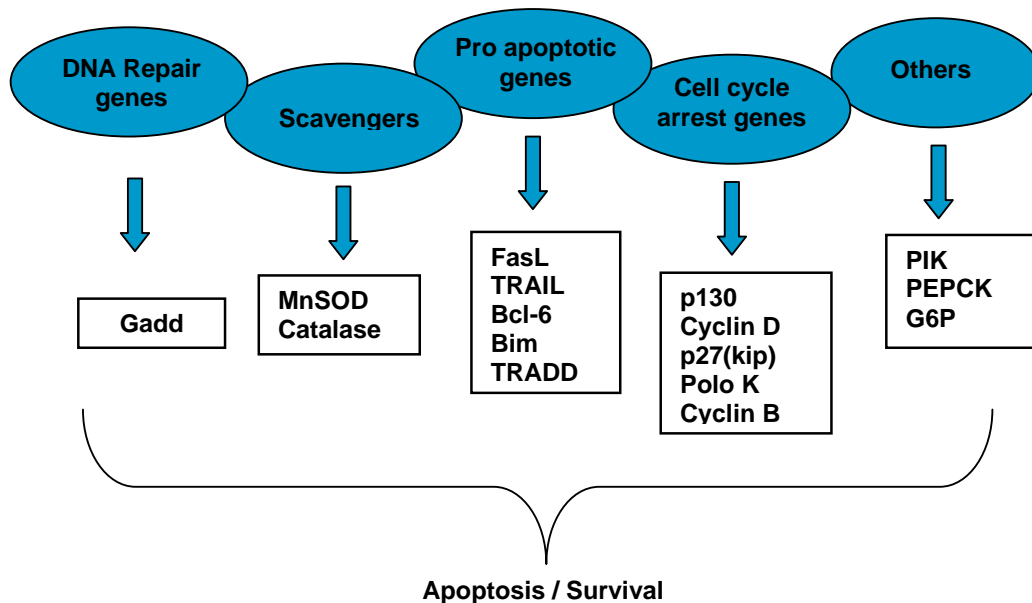 DNA Repair
genes
Scavengers
Pro apoptotic
genes
Cell cycle
arrest genes
Others
Gadd
MnSOD
Catalase
FasL
TRAIL
Bcl-6
Bim
TRADD
p130
Cyclin D
p27(kip)
Polo K
Cyclin B
PIK
PEPCK
G6P
Apoptosis / Survival